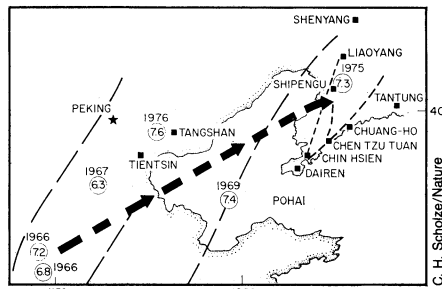 SHENYANG
LIAOYANG
1975
7.3
SHIPENGU
TANTUNG
PEKING
1976
7.6
TANGSHAN
40
CHUANG-HO
CHEN TZU TUAN
CHIN HSIEN
TIENTSIN
DAIREN
1967
6.3
1969
7.4
POHAI
1966
7.2
6.8
1966
C. H. Scholze/Nature